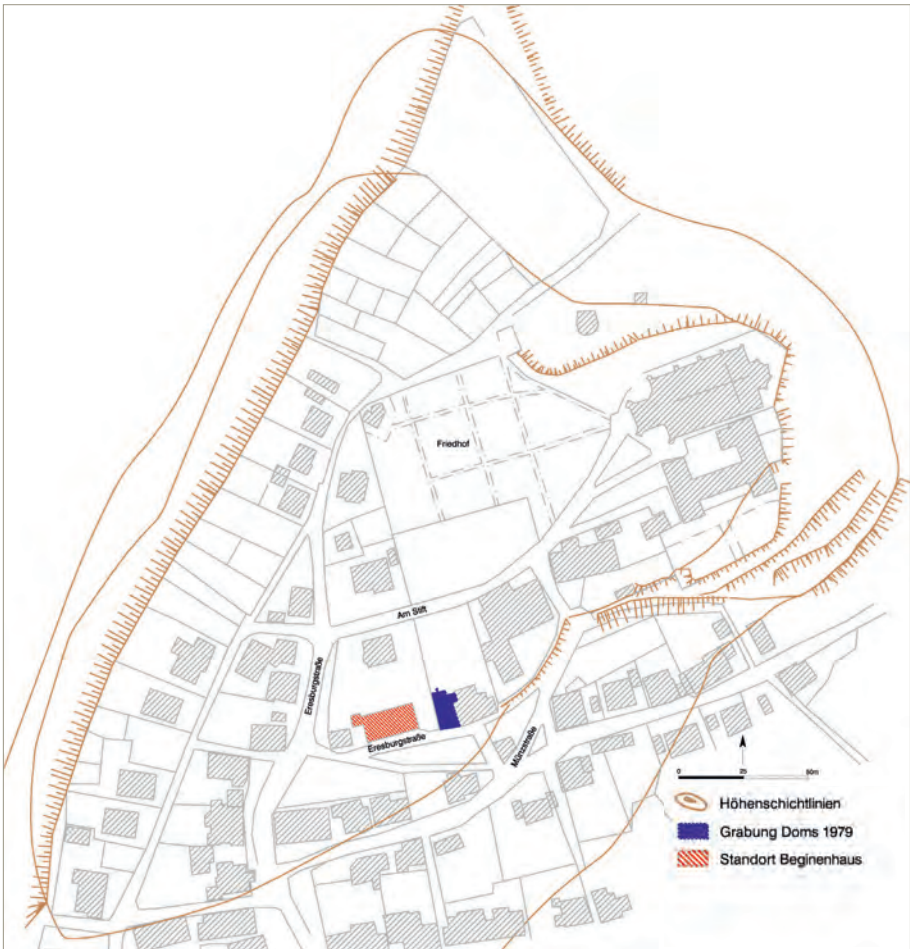 Friedhof
Am Stift
Eresburgstraße
Eresburgstraße
Münzstraße
0 25 50m
Höhenschichtlinien
Grabung Doms 1979
Standort Beginenhaus